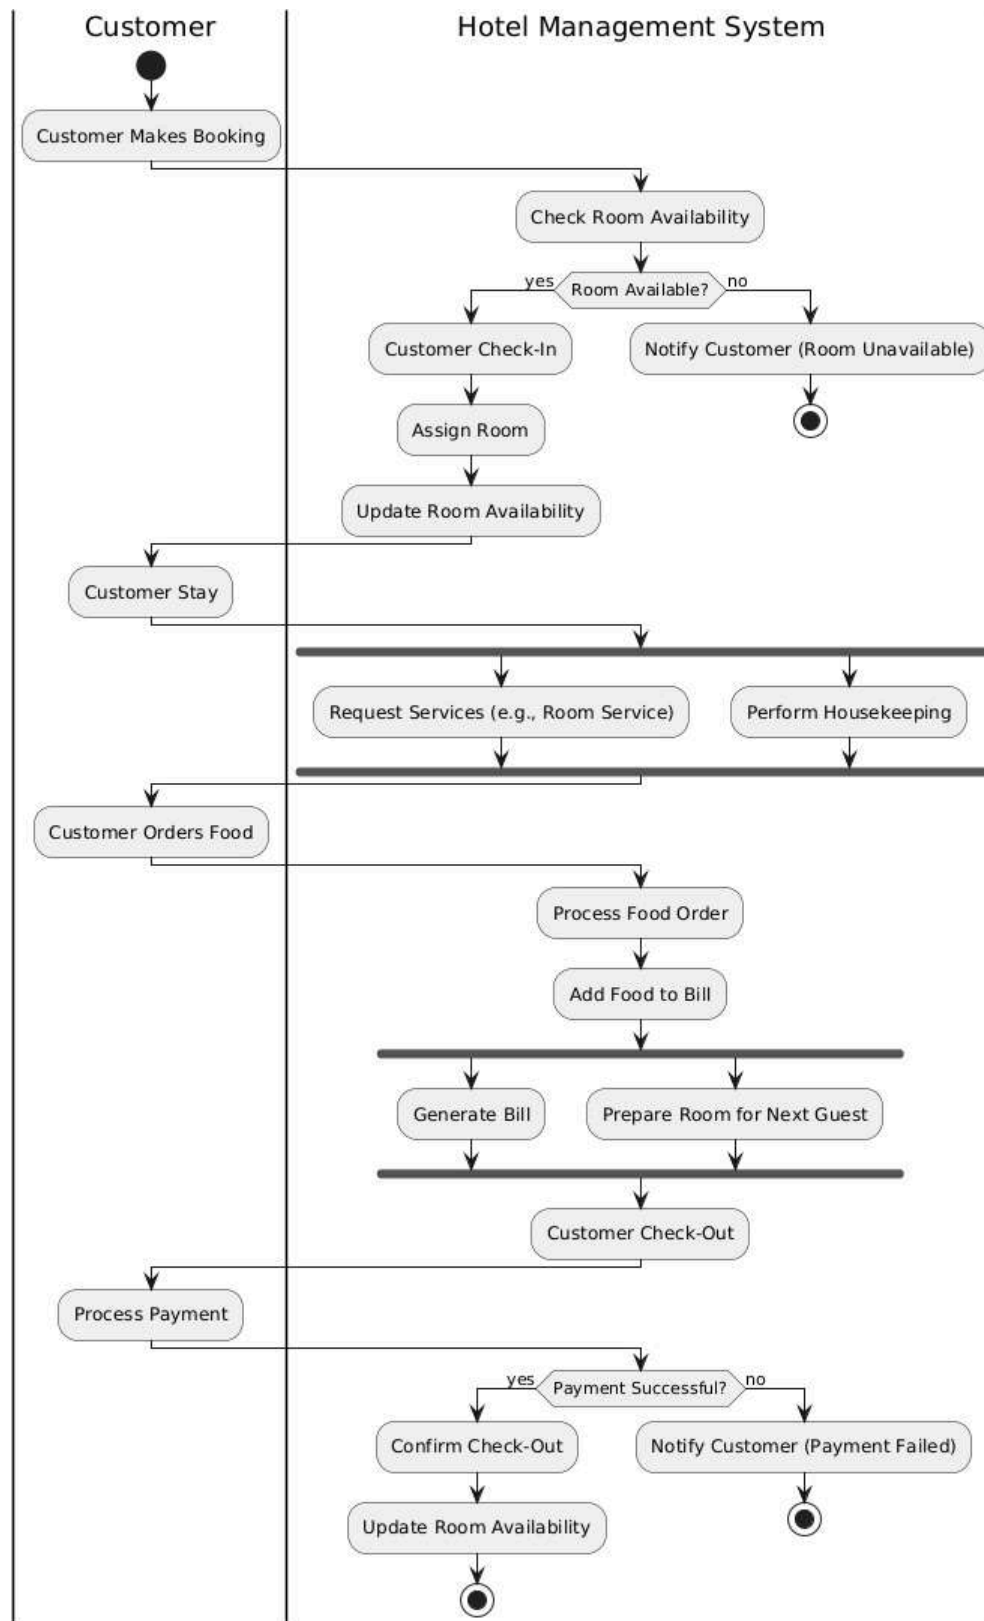 Customer
Hotel Management System
Customer Makes Booking
Check Room Availability
yes
Room Available?
no
Customer Check-In
Notify Customer (Room Unavailable)
Assign Room
Update Room Availability
Customer Stay
Request Services (e.g., Room Service)
Perform Housekeeping
Customer Orders Food
Process Food Order
Add Food to Bill
Generate Bill
Prepare Room for Next Guest
Customer Check-Out
Process Payment
yes
Payment Successful?
no
Confirm Check-Out
Notify Customer (Payment Failed)
Update Room Availability